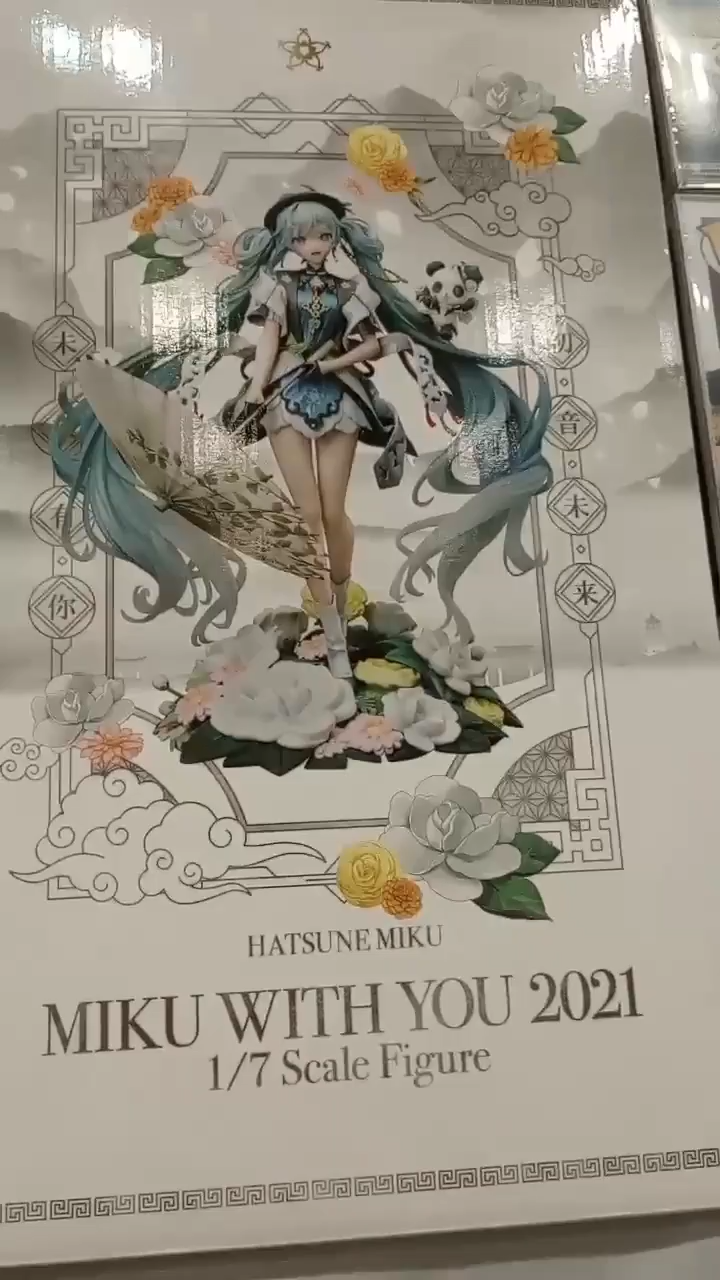 初音未来
未 有你
HATSUNE MIKU
MIKU WITH YOU 2021
1/7 Scale Figure